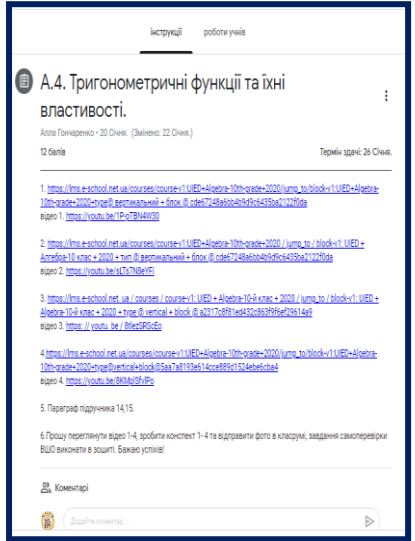 інструкції роботи учнів
А.4. Тригонометричні функції та їхні
властивості.
Алла Гончаренко • 20 Січня. (Змінено: 22 Січня.)
12 балів Термін здачі: 26 Січня.
1. https://lms.e-school.net.ua/courses/course-v1:UIED+Algebra-10th-grade+2020/jump_to/block-v1:UIED+Algebra-
10th-grade+2020+type@ вертикальний + блок @ cde67248a6bb4b9d9c6435ba2122f0da
відео 1. https://youtu.be/1P-oTBN4W30
2. https://lms.e-school.net.ua/courses/course-v1:UIED+Algebra-10th-grade+2020 / jump_to / block-v1: UIED +
Алгебра-10 клас + 2020 + тип @ вертикальний + блок @ cde67248a6bb4b9d9c6435ba2122f0da
відео 2. https://youtu.be/sLTs7N8eYFI
3. https://lms.e-school.net. ua / courses / course-v1: UIED + Algebra-10-й клас + 2020 / jump_to / block-v1: UIED +
Algebra-10-й клас + 2020 + type @ vertical + block @ a2317c8f81ed432c863f9f6ef29614a9
відео 3. https: // youtu. be / 8tIezSRScEo
4.https://lms.e-school.net.ua/courses/course-v1:UIED+Algebra-10th-grade+2020/jump_to/block-v1:UIED+Algebra-
10th-grade+2020+type@vertical+block@5aa7a8193e614cce889d1524ebe6cba4
відео 4. https://youtu.be/8KMplSfvIPo
5. Параграф підручника 14,15.
6.Прошу переглянути відео 1-4, зробити конспект 1- 4 та відправити фото в класрумі, завдання самоперевірки
ВШО виконати в зошиті. Бажаю успіхів!
Коментарі
Додайте коментар ...